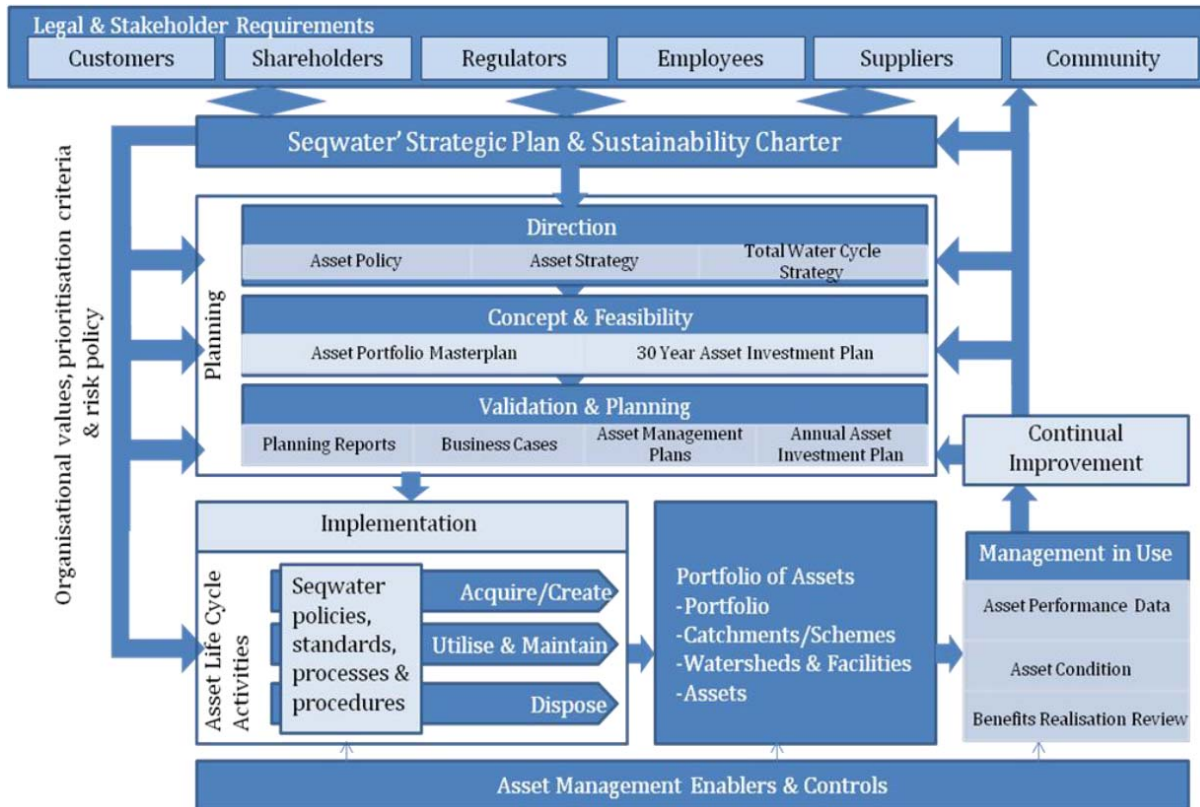 Legal & Stakeholder Requirements
Customers
Shareholders
Regulators
Employees
Suppliers
Community
Seqwater' Strategic Plan & Sustainability Charter
Organisational values, prioritisation criteria
& risk policy
Planning
Direction
Asset Policy
Asset Strategy
Total Water Cycle
Strategy
Concept & Feasibility
Asset Portfolio Masterplan
30 Year Asset Investment Plan
Validation & Planning
Planning Reports
Business Cases
Asset Management
Plans
Annual Asset
Investment Plan
Continual
Improvement
Implementation
Asset Life Cycle
Activities
Seqwater
policies,
standards,
processes &
procedures
Acquire/Create
Utilise & Maintain
Dispose
Portfolio of Assets
-Portfolio
-Catchments/Schemes
-Watersheds & Facilities
-Assets
Management in Use
Asset Performance Data
Asset Condition
Benefits Realisation Review
Asset Management Enablers & Controls